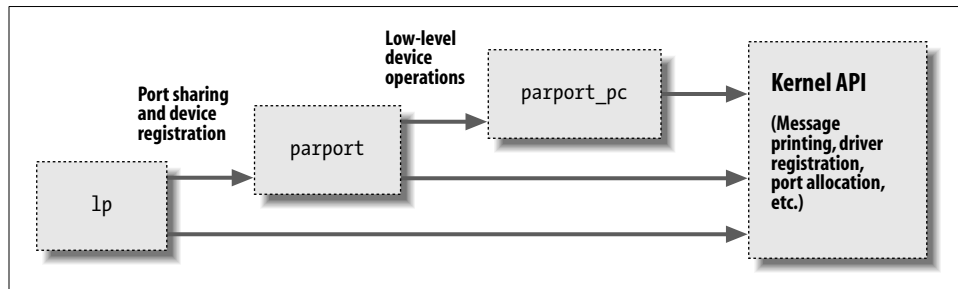 Low-level
device
operations
Port sharing
and device
registration
lp
parport
parport_pc
Kernel API
(Message
printing, driver
registration,
port allocation,
etc.)